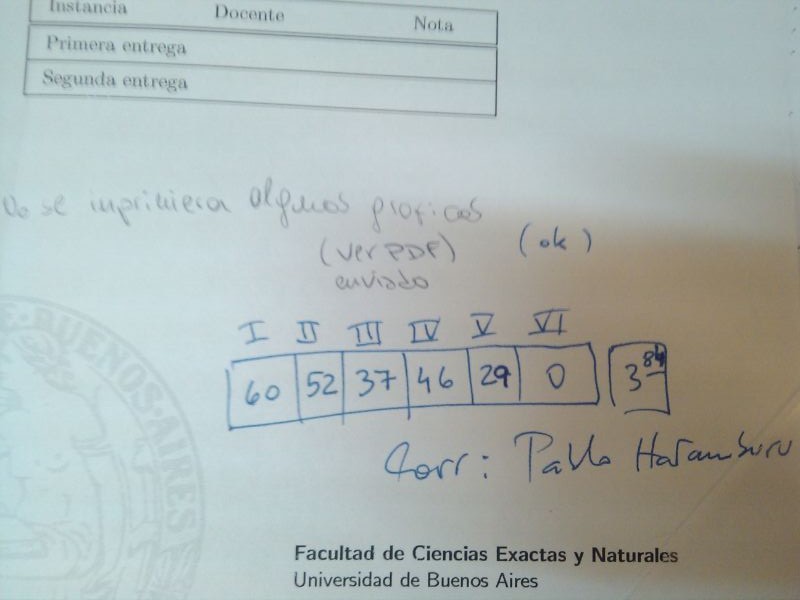 Instancia Docente Nota
Primera entrega
Segunda entrega
No se imprimieron algunos graficos
(ver PDF) (ok)
enviado
I II III IV V VI
60 52 37 46 29 0 3 84
Corr: Pablo Haramburu
Facultad de Ciencias Exactas y Naturales
Universidad de Buenos Aires
BUENOS AIRES